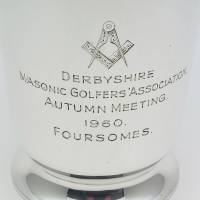 DERBYSHIRE
MASONIC GOLFERS' ASSOCIATION
AUTUMN MEETING.
1960.
FOURSOMES.